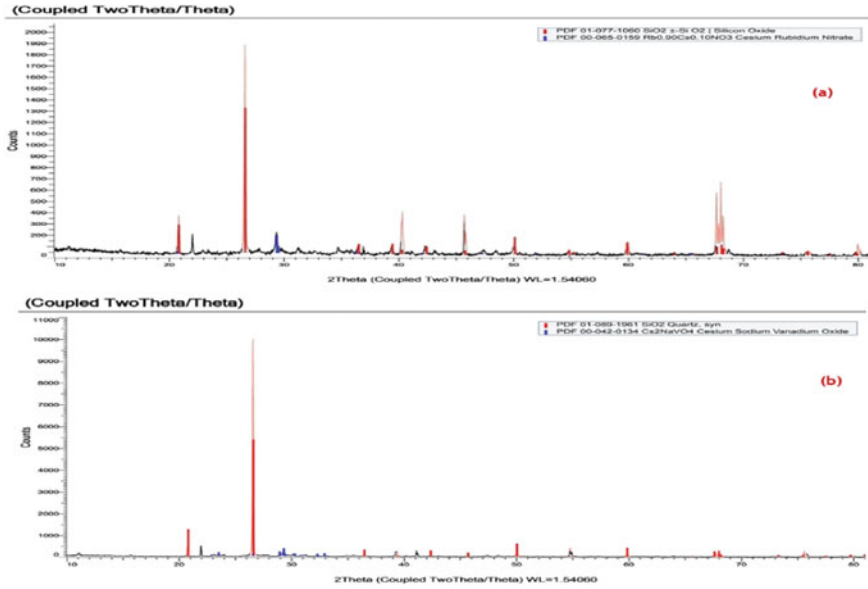 (Coupled TwoTheta/Theta)
PDF 01-077-1060 SiO2 ±-Si O2 | Silicon Oxide
PDF 00-065-0159 Rb0.90Cs0.10NO3 Cesium Rubidium Nitrate
(a)
Counts
2000
1900
1800
1700
1600
1500
1400
1300
1200
1100
1000
900
800
700
600
500
400
300
200
100
0
10 20 30 40 50 60 70 80
2Theta (Coupled TwoTheta/Theta) WL=1.54060
(Coupled TwoTheta/Theta)
PDF 01-089-1961 SiO2 Quartz, syn
PDF 00-042-0134 Cs2NaVO4 Cesium Sodium Vanadium Oxide
(b)
Counts
11000
10000
9000
8000
7000
6000
5000
4000
3000
2000
1000
0
10 20 30 40 50 60 70 80
2Theta (Coupled TwoTheta/Theta) WL=1.54060